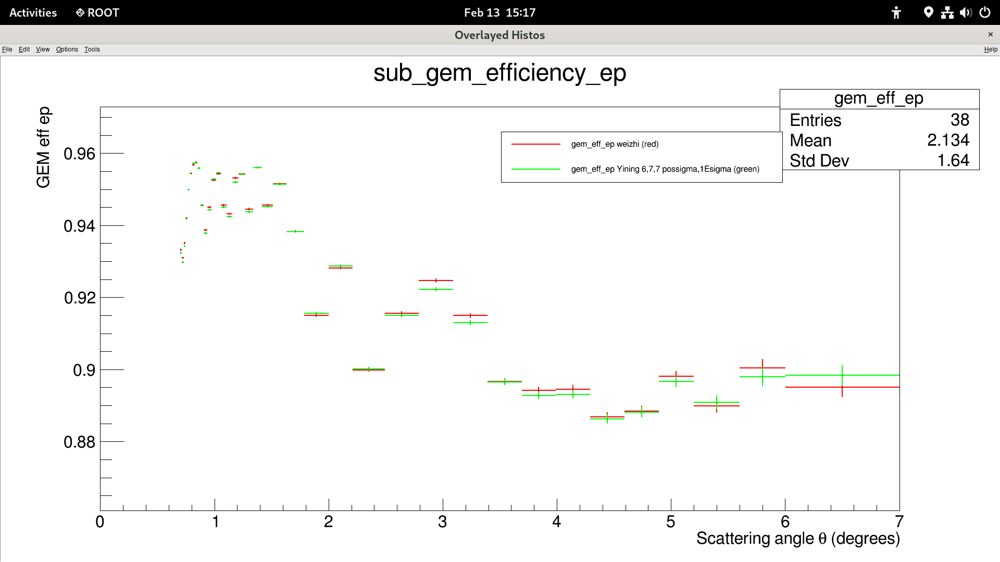 Activities ROOT Feb 13 15:17
Overlayed Histos ×
File Edit View Options Tools Help
sub_gem_efficiency_ep
gem_eff_ep
Entries 38
Mean 2.134
Std Dev 1.64
gem_eff_ep weizhi (red)
gem_eff_ep Yining 6,7,7 possigma,1Esigma (green)
GEM eff ep
0.96
0.94
0.92
0.9
0.88
0 1 2 3 4 5 6 7
Scattering angle θ (degrees)